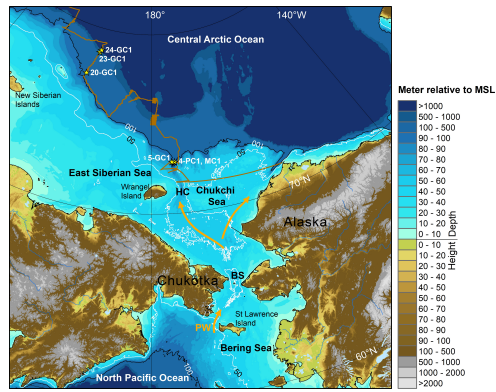 180°
140°W
Central Arctic Ocean
24-GC1
23-GC1
20-GC1
New Siberian
Islands
100
50
100
50
5-GC1
4-PC1, MC1
East Siberian Sea
Wrangel
Island
HC
Chukchi
Sea
70°N
Alaska
Chukotka
BS
St Lawrence
Island
PW
Bering Sea
60°N
100
50
North Pacific Ocean
Meter relative to MSL
>1000
500 - 1000
100 - 500
90 - 100
80 - 90
70 - 80
60 - 70
50 - 60
40 - 50
30 - 40
20 - 30
10 - 20
0 - 10
0 - 10
10 - 20
20 - 30
30 - 40
40 - 50
50 - 60
60 - 70
70 - 80
80 - 90
90 - 100
100 - 500
500 - 1000
1000 - 2000
>2000
Height
Depth